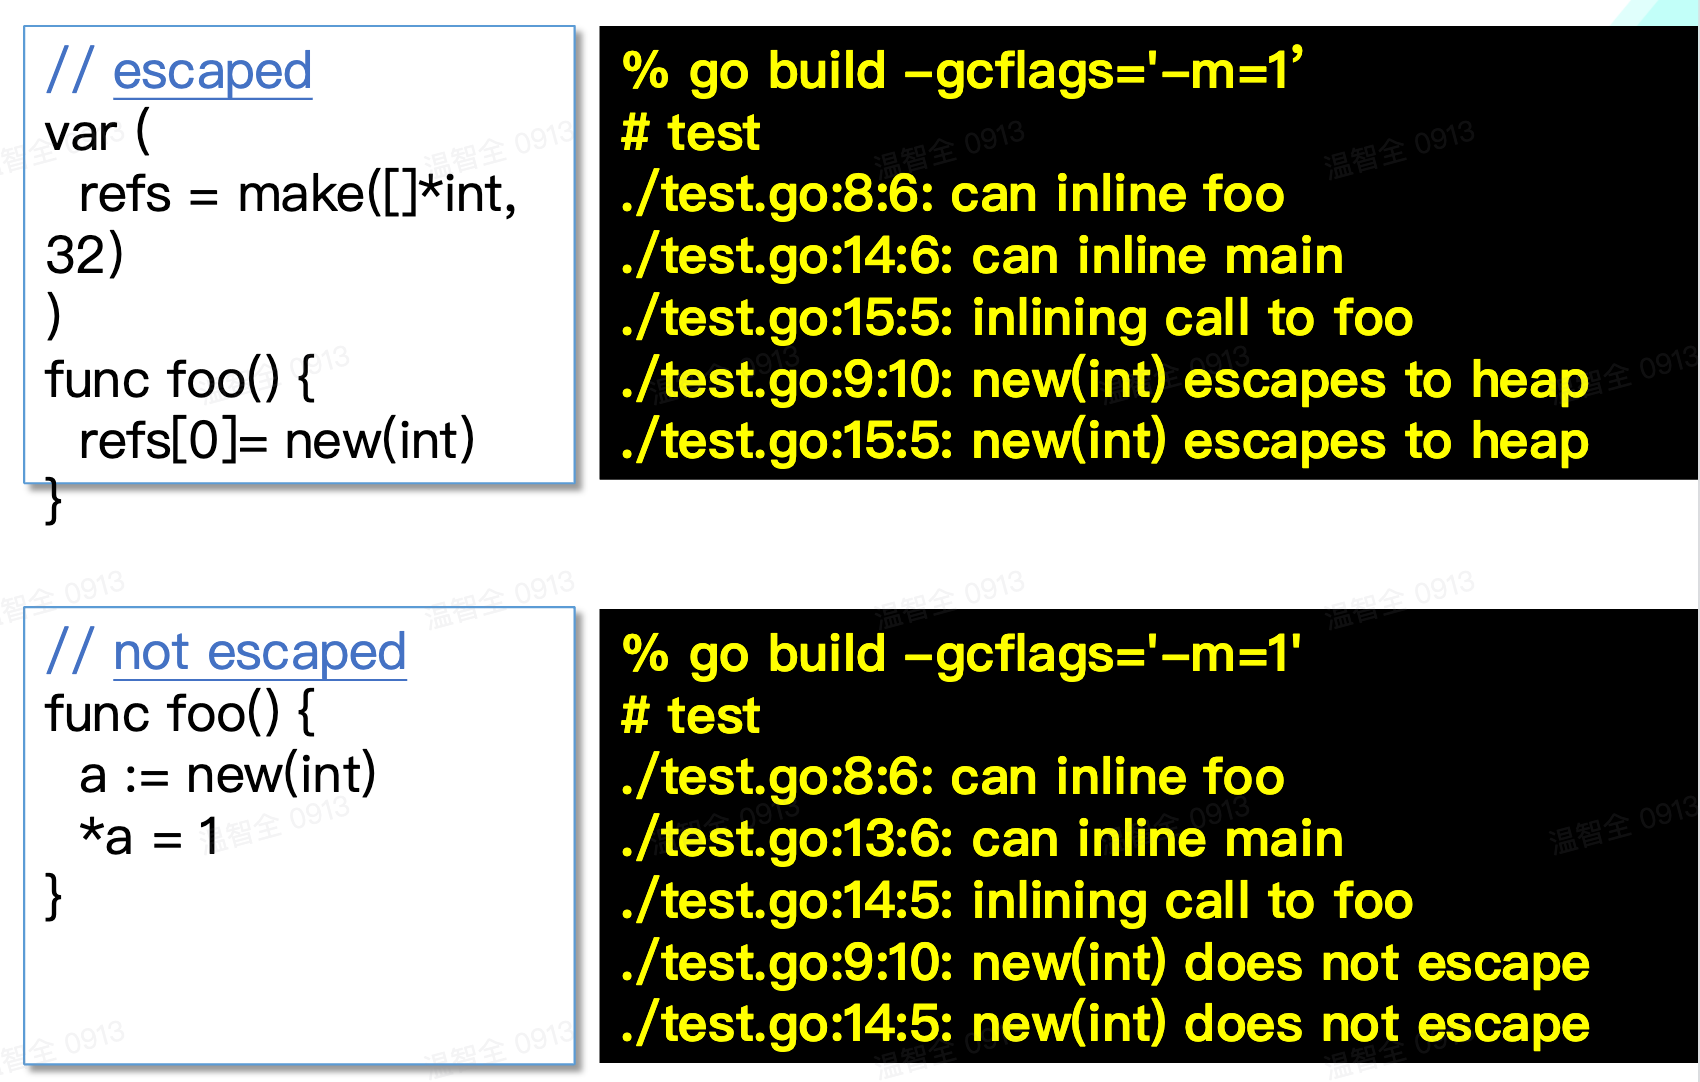 // escaped
var (
refs = make([]*int,
32)
)
func foo() {
refs[0]= new(int)
}
% go build –gcflags='–m=1’
# test
./test.go:8:6: can inline foo
./test.go:14:6: can inline main
./test.go:15:5: inlining call to foo
./test.go:9:10: new(int) escapes to heap
./test.go:15:5: new(int) escapes to heap
// not escaped
func foo() {
a := new(int)
*a = 1
}
% go build –gcflags='–m=1'
# test
./test.go:8:6: can inline foo
./test.go:13:6: can inline main
./test.go:14:5: inlining call to foo
./test.go:9:10: new(int) does not escape
./test.go:14:5: new(int) does not escape
温智全 0913